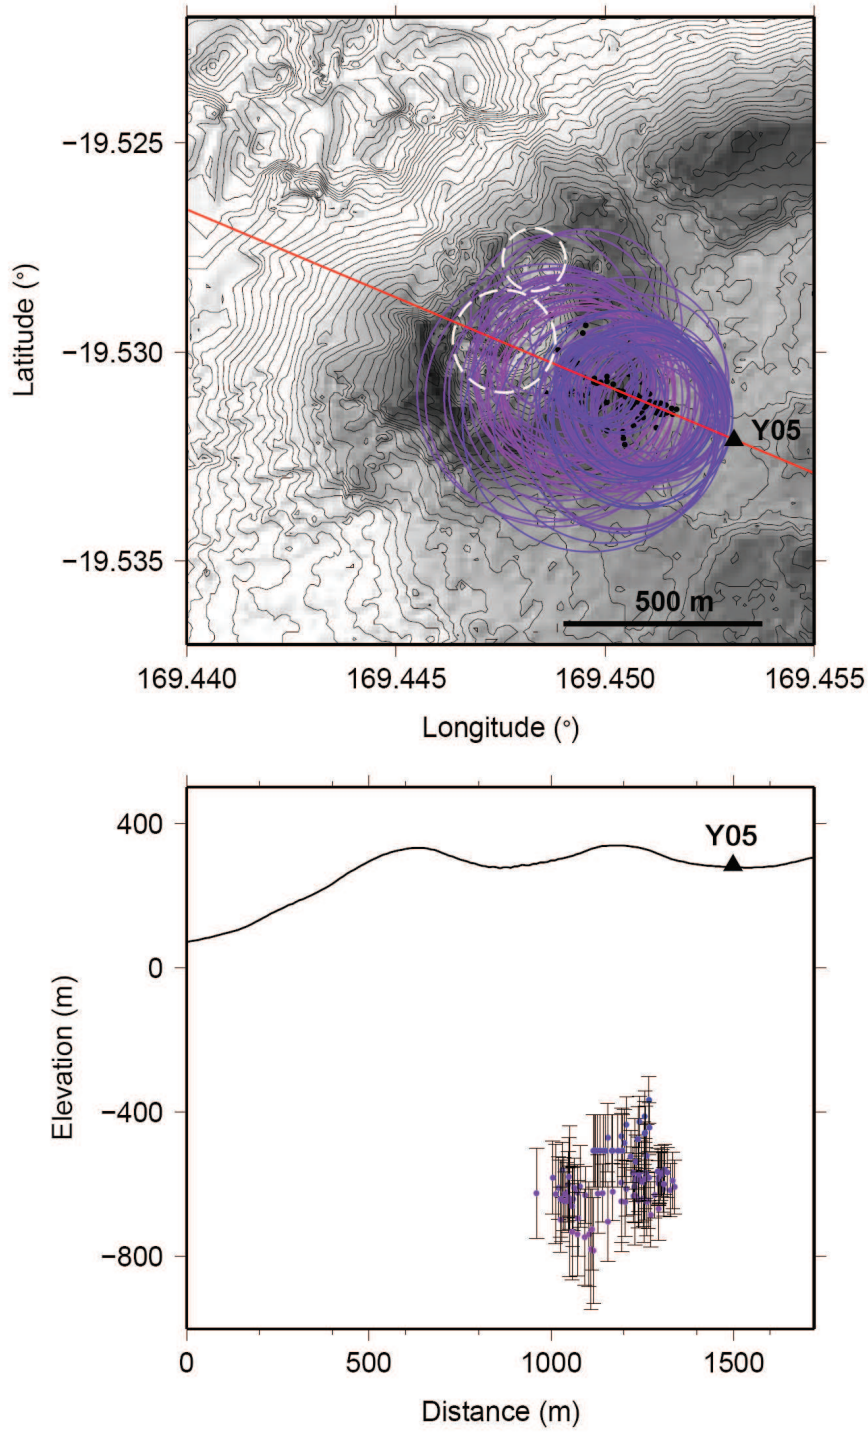 −19.525
−19.530
−19.535
Latitude (°)
Y05
500 m
169.440
169.445
169.450
169.455
Longitude (°)
400
0
−400
−800
Elevation (m)
Y05
0
500
1000
1500
Distance (m)